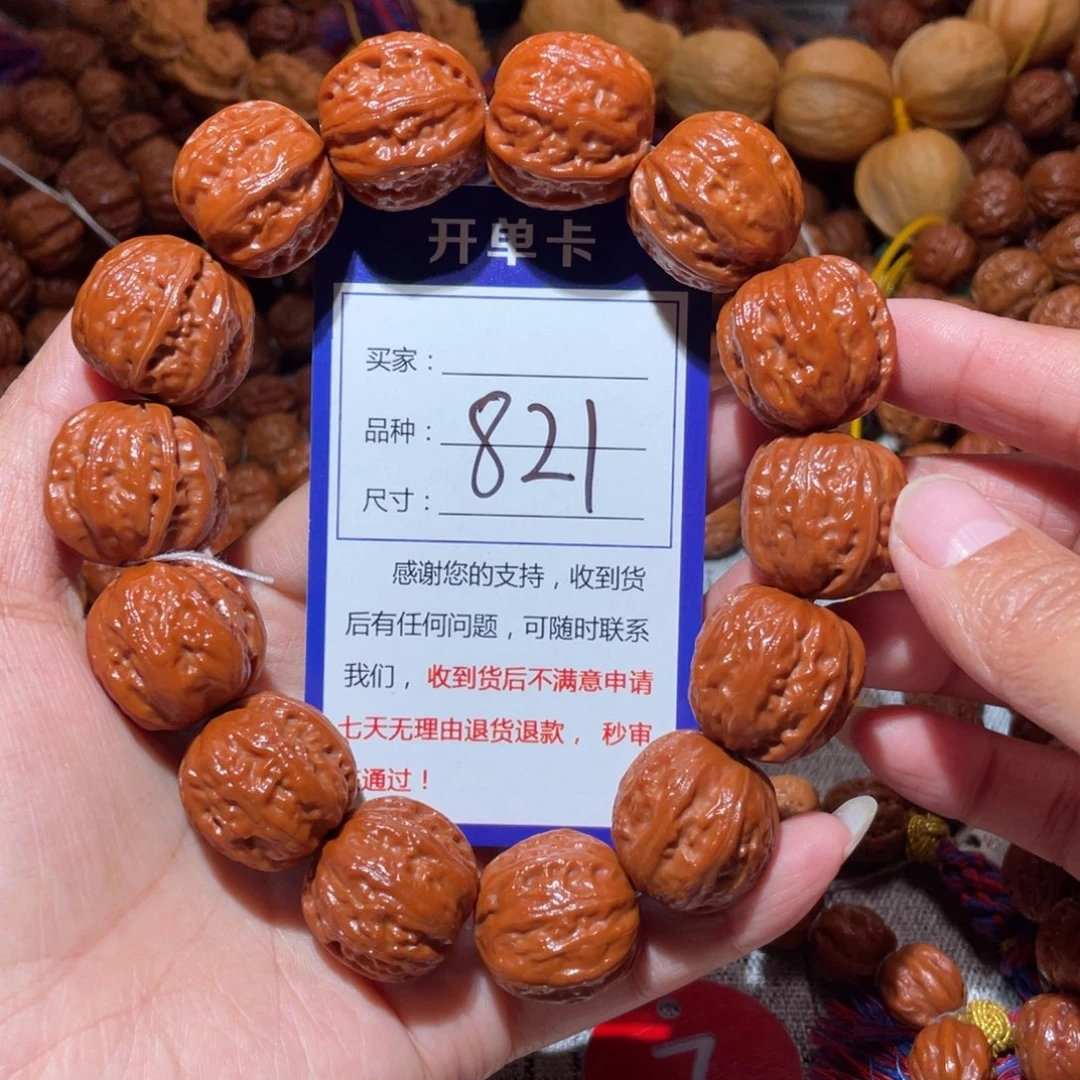 开单卡
买家：
品种：
821
尺寸：
感谢您的支持，收到货
后有任何问题，可随时联系
我们，收到货后不满意申请
七天无理由退货退款，秒审
通过！
7